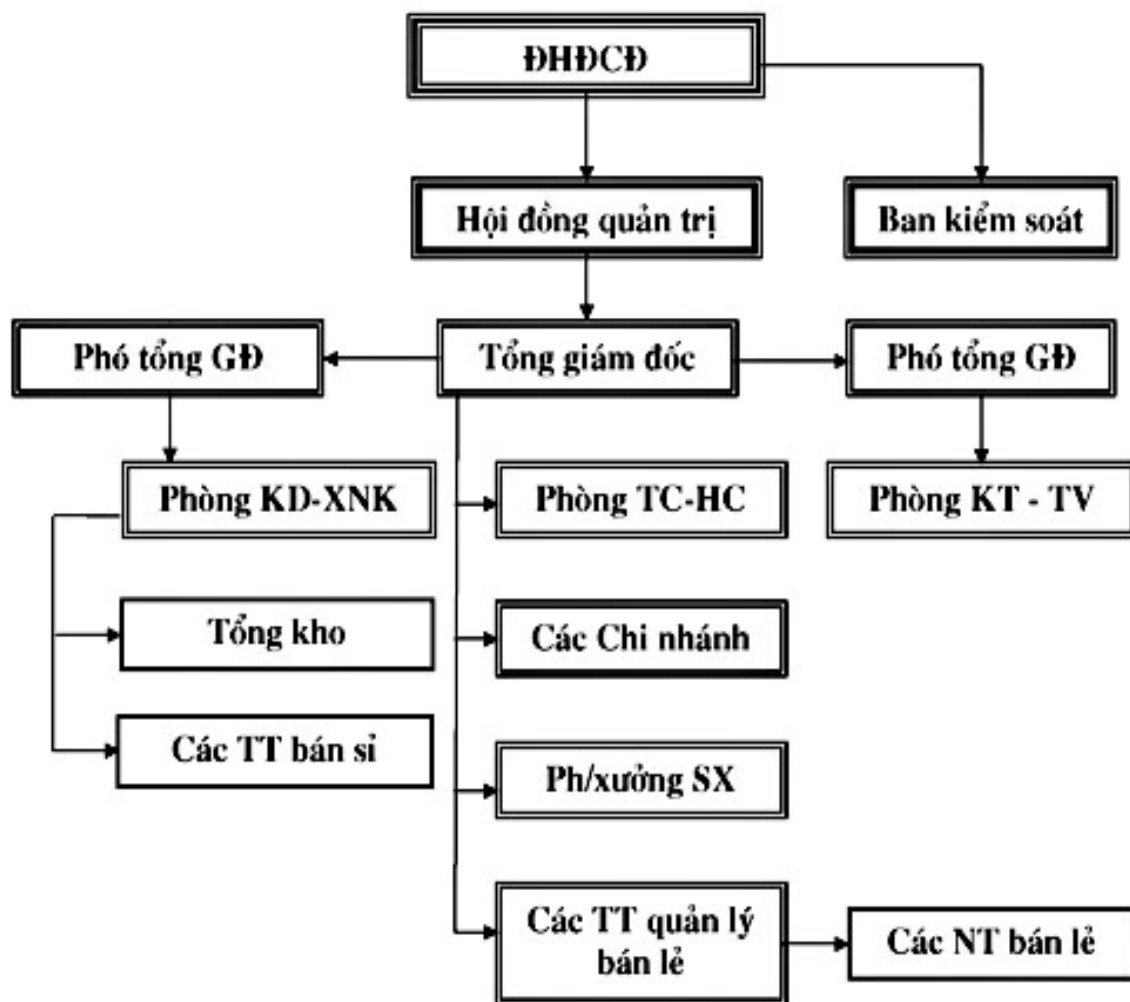 ĐHĐCĐ
Hội đồng quản trị
Ban kiểm soát
Phó tổng GĐ
Tổng giám đốc
Phó tổng GĐ
Phòng KD-XNK
Phòng TC-HC
Phòng KT - TV
Tổng kho
Các Chi nhánh
Các TT bán sỉ
Ph/xưởng SX
Các TT quản lý
bán lẻ
Các NT bán lẻ